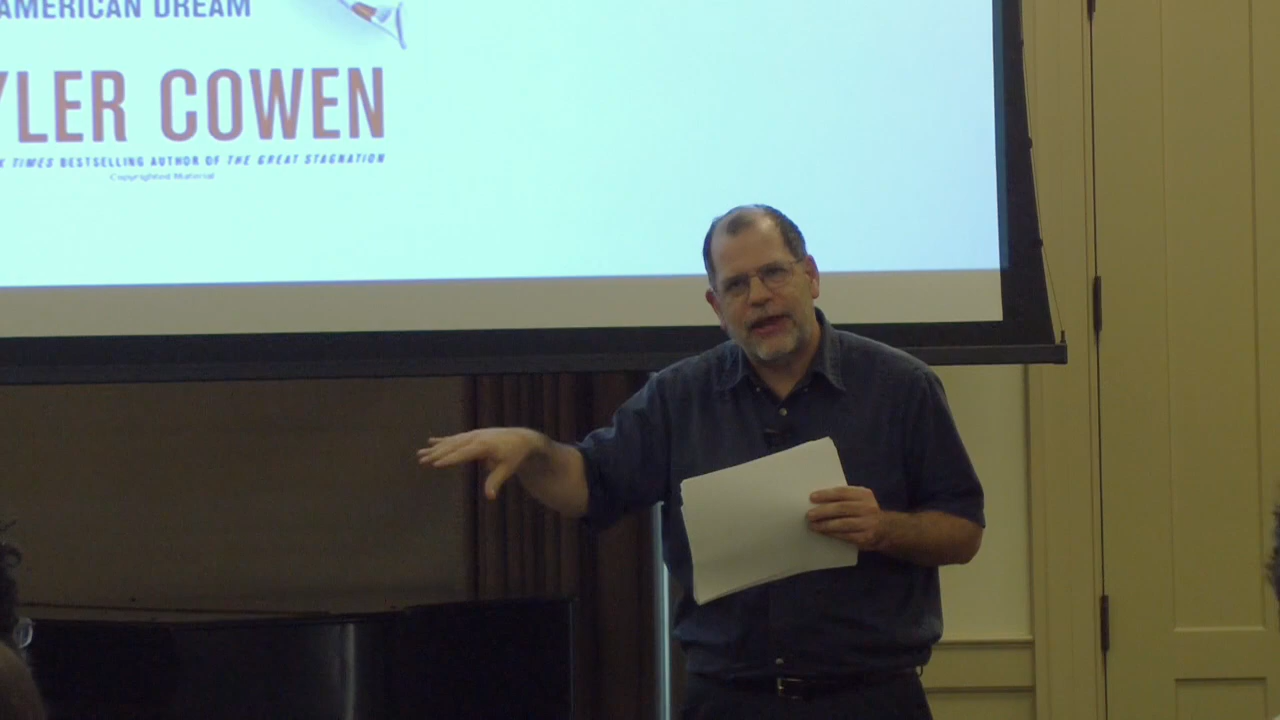 AMERICAN DREAM
YLER COWEN
K TIMES BESTSELLING AUTHOR OF THE GREAT STAGNATION
Copyrighted Material